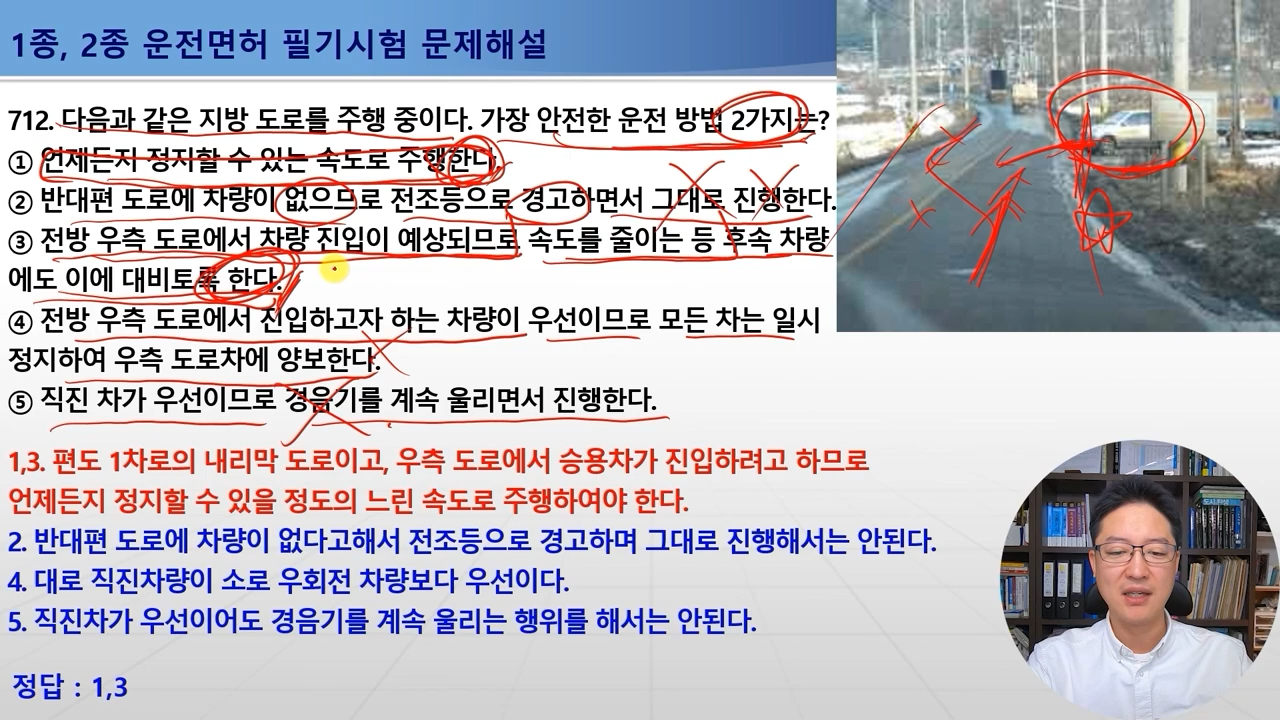 1종, 2종 운전면허 필기시험 문제해설
712. 다음과 같은 지방 도로를 주행 중이다. 가장 안전한 운전 방법 2가지는?
① 언제든지 정지할 수 있는 속도로 주행한다.
② 반대편 도로에 차량이 없으므로 전조등으로 경고하면서 그대로 진행한다.
③ 전방 우측 도로에서 차량 진입이 예상되므로 속도를 줄이는 등 후속 차량
에도 이에 대비토록 한다.
④ 전방 우측 도로에서 진입하고자 하는 차량이 우선이므로 모든 차는 일시
정지하여 우측 도로차에 양보한다.
⑤ 직진 차가 우선이므로 경음기를 계속 울리면서 진행한다.
1,3. 편도 1차로의 내리막 도로이고, 우측 도로에서 승용차가 진입하려고 하므로
언제든지 정지할 수 있을 정도의 느린 속도로 주행하여야 한다.
2. 반대편 도로에 차량이 없다고해서 전조등으로 경고하며 그대로 진행해서는 안된다.
4. 대로 직진차량이 소로 우회전 차량보다 우선이다.
5. 직진차가 우선이어도 경음기를 계속 울리는 행위를 해서는 안된다.
정답 : 1,3